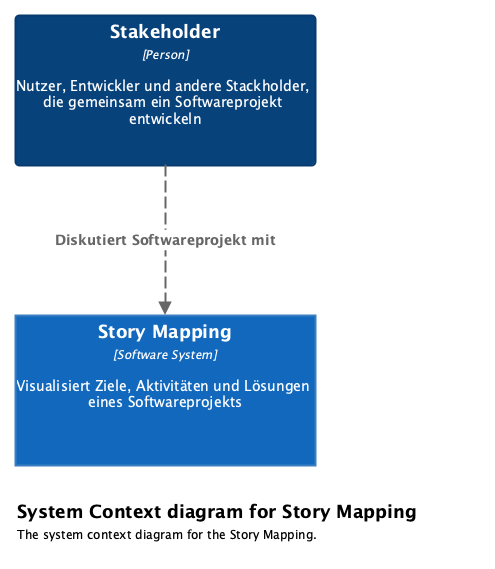 Stakeholder
[Person]
Nutzer, Entwickler und andere Stackholder,
die gemeinsam ein Softwareprojekt
entwickeln
Diskutiert Softwareprojekt mit
Story Mapping
[Software System]
Visualisiert Ziele, Aktivitäten und Lösungen
eines Softwareprojekts
System Context diagram for Story Mapping
The system context diagram for the Story Mapping.